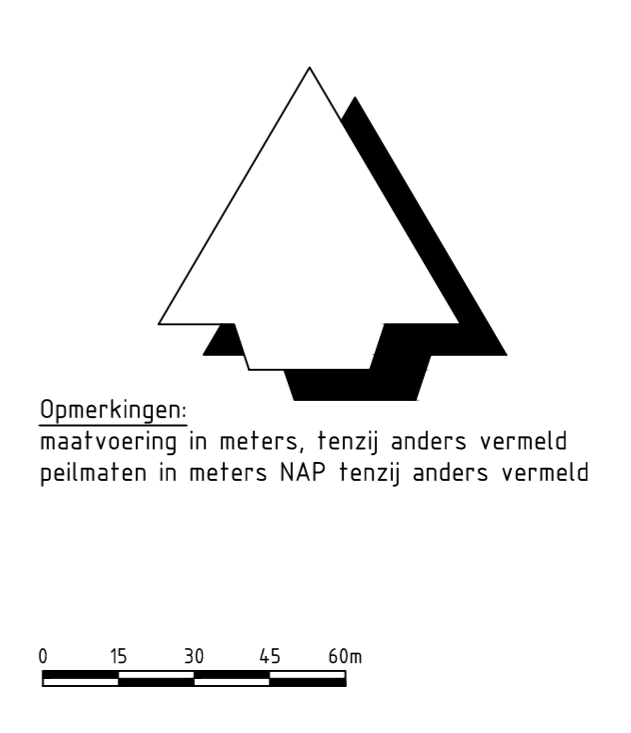 Opmerkingen:
maatvoering in meters, tenzij anders vermeld
peilmaten in meters NAP tenzij anders vermeld
0 15 30 45 60m